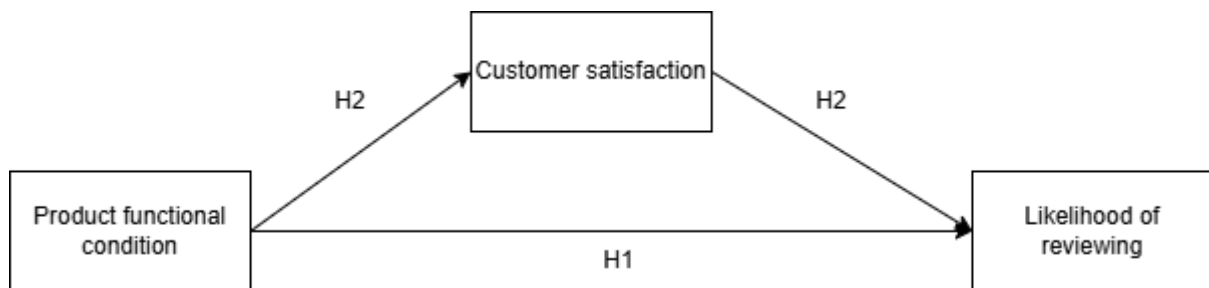 Customer satisfaction
H2
H2
Product functional
condition
Likelihood of
reviewing
H1